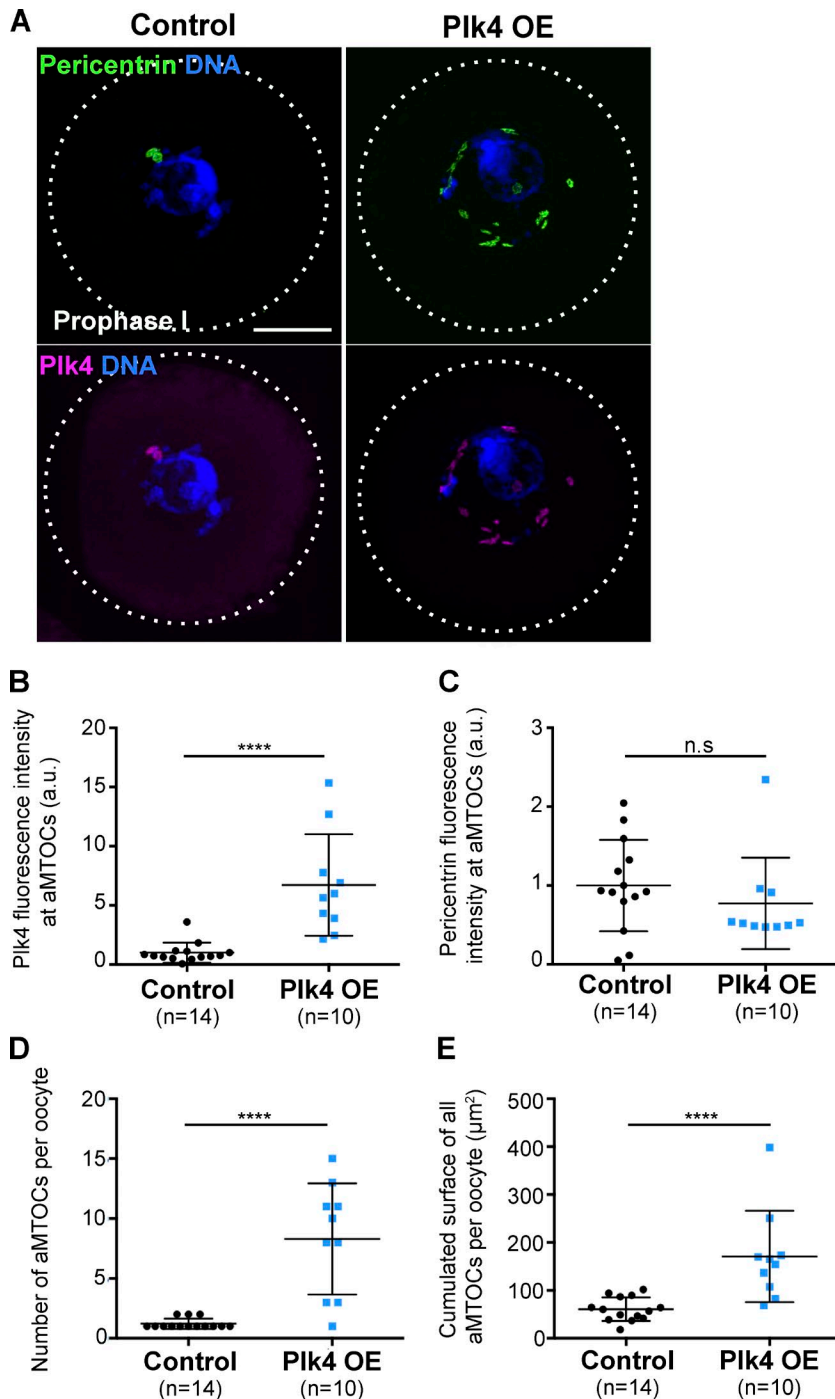 A
Control
Plk4 OE
Pericentrin DNA
Prophase I
Plk4 DNA
B
Plk4 fluorescence intensity
at aMTOCs (a.u.)
20
15
10
5
0
****
Control
(n=14)
Plk4 OE
(n=10)
C
Pericentrin fluorescence
intensity at aMTOCs (a.u.)
3
2
1
0
n.s
Control
(n=14)
Plk4 OE
(n=10)
D
Number of aMTOCs per oocyte
20
15
10
5
0
****
Control
(n=14)
Plk4 OE
(n=10)
E
Cumulated surface of all
aMTOCs per oocyte (µm²)
500
400
300
200
100
0
****
Control
(n=14)
Plk4 OE
(n=10)